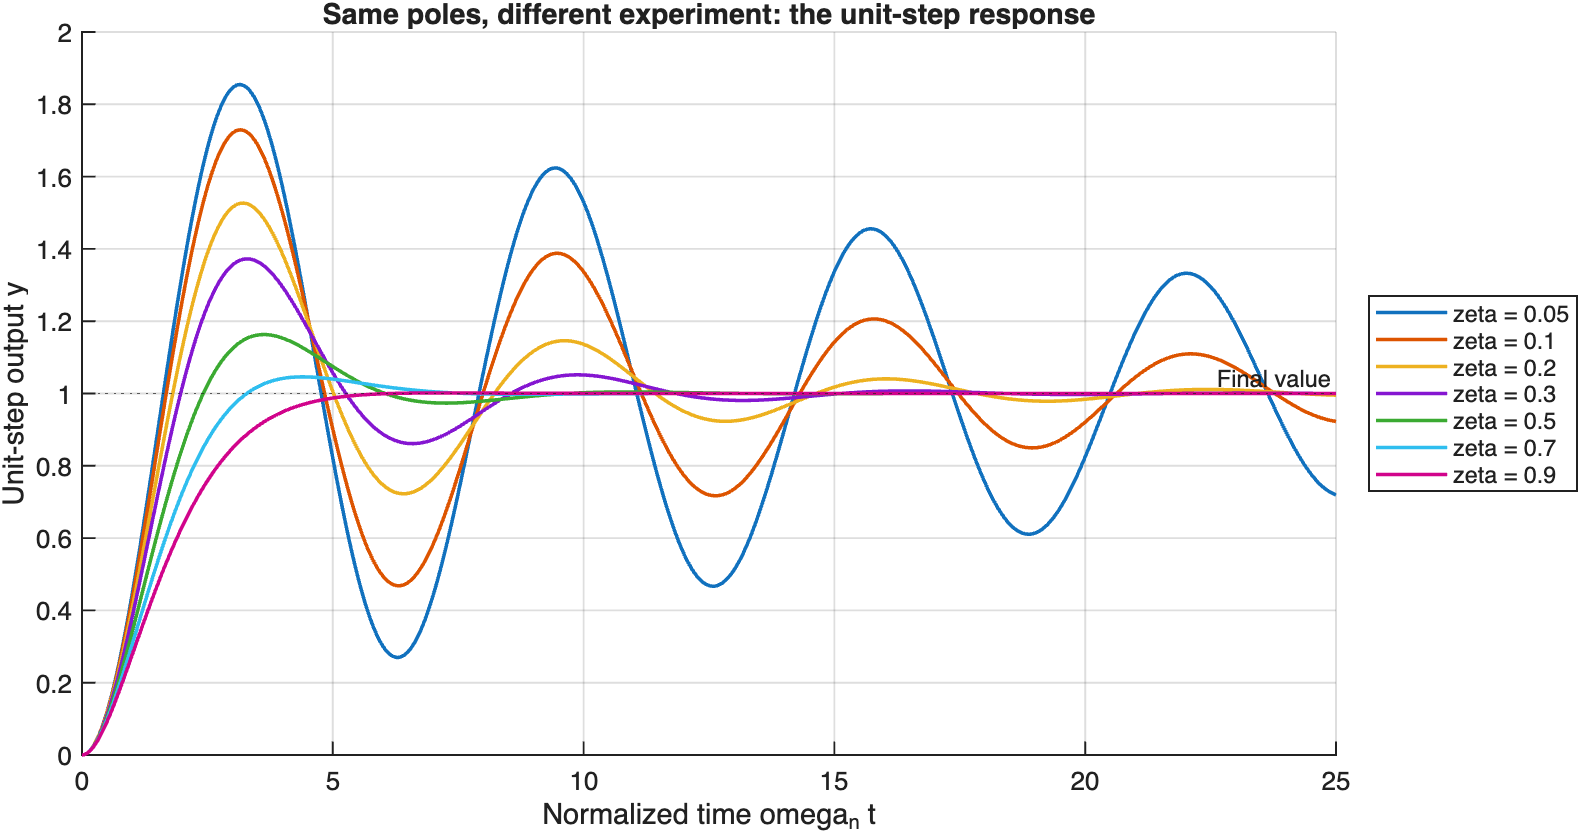 Same poles, different experiment: the unit-step response
Unit-step output y
2
1.8
1.6
1.4
1.2
1
0.8
0.6
0.4
0.2
0
Final value
0 5 10 15 20 25
Normalized time omegan t
zeta = 0.05
zeta = 0.1
zeta = 0.2
zeta = 0.3
zeta = 0.5
zeta = 0.7
zeta = 0.9